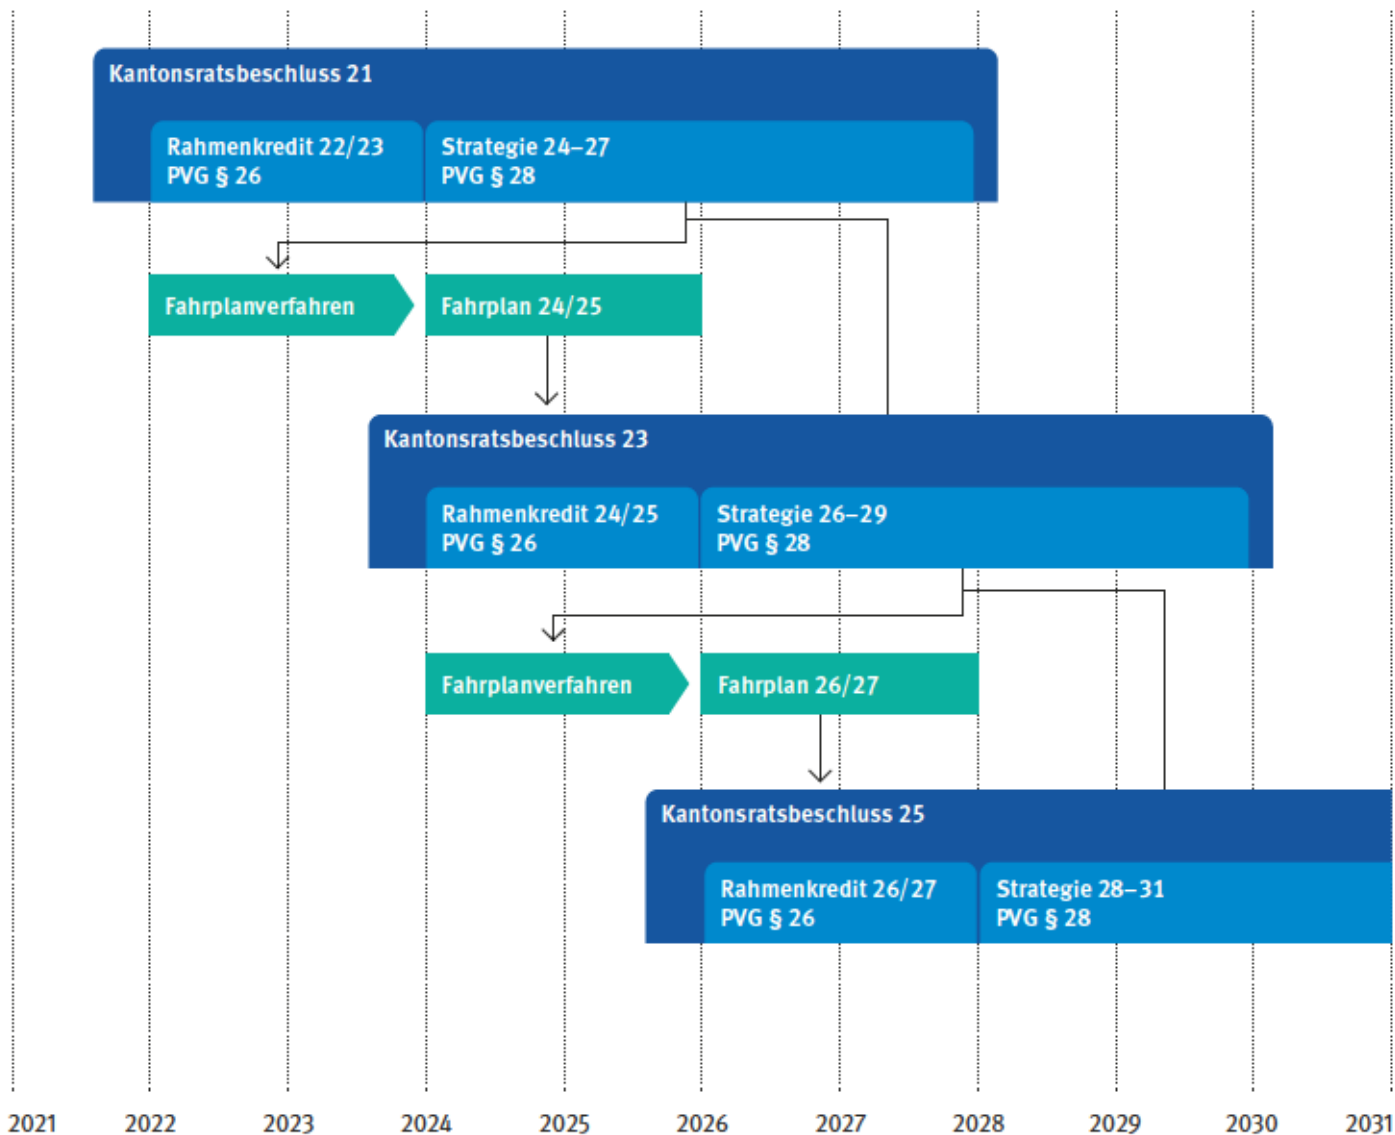 Kantonsratsbeschluss 21
Rahmenkredit 22/23
PVG § 26
Strategie 24–27
PVG § 28
Fahrplanverfahren
Fahrplan 24/25
Kantonsratsbeschluss 23
Rahmenkredit 24/25
PVG § 26
Strategie 26–29
PVG § 28
Fahrplanverfahren
Fahrplan 26/27
Kantonsratsbeschluss 25
Rahmenkredit 26/27
PVG § 26
Strategie 28–31
PVG § 28
2021 2022 2023 2024 2025 2026 2027 2028 2029 2030 2031